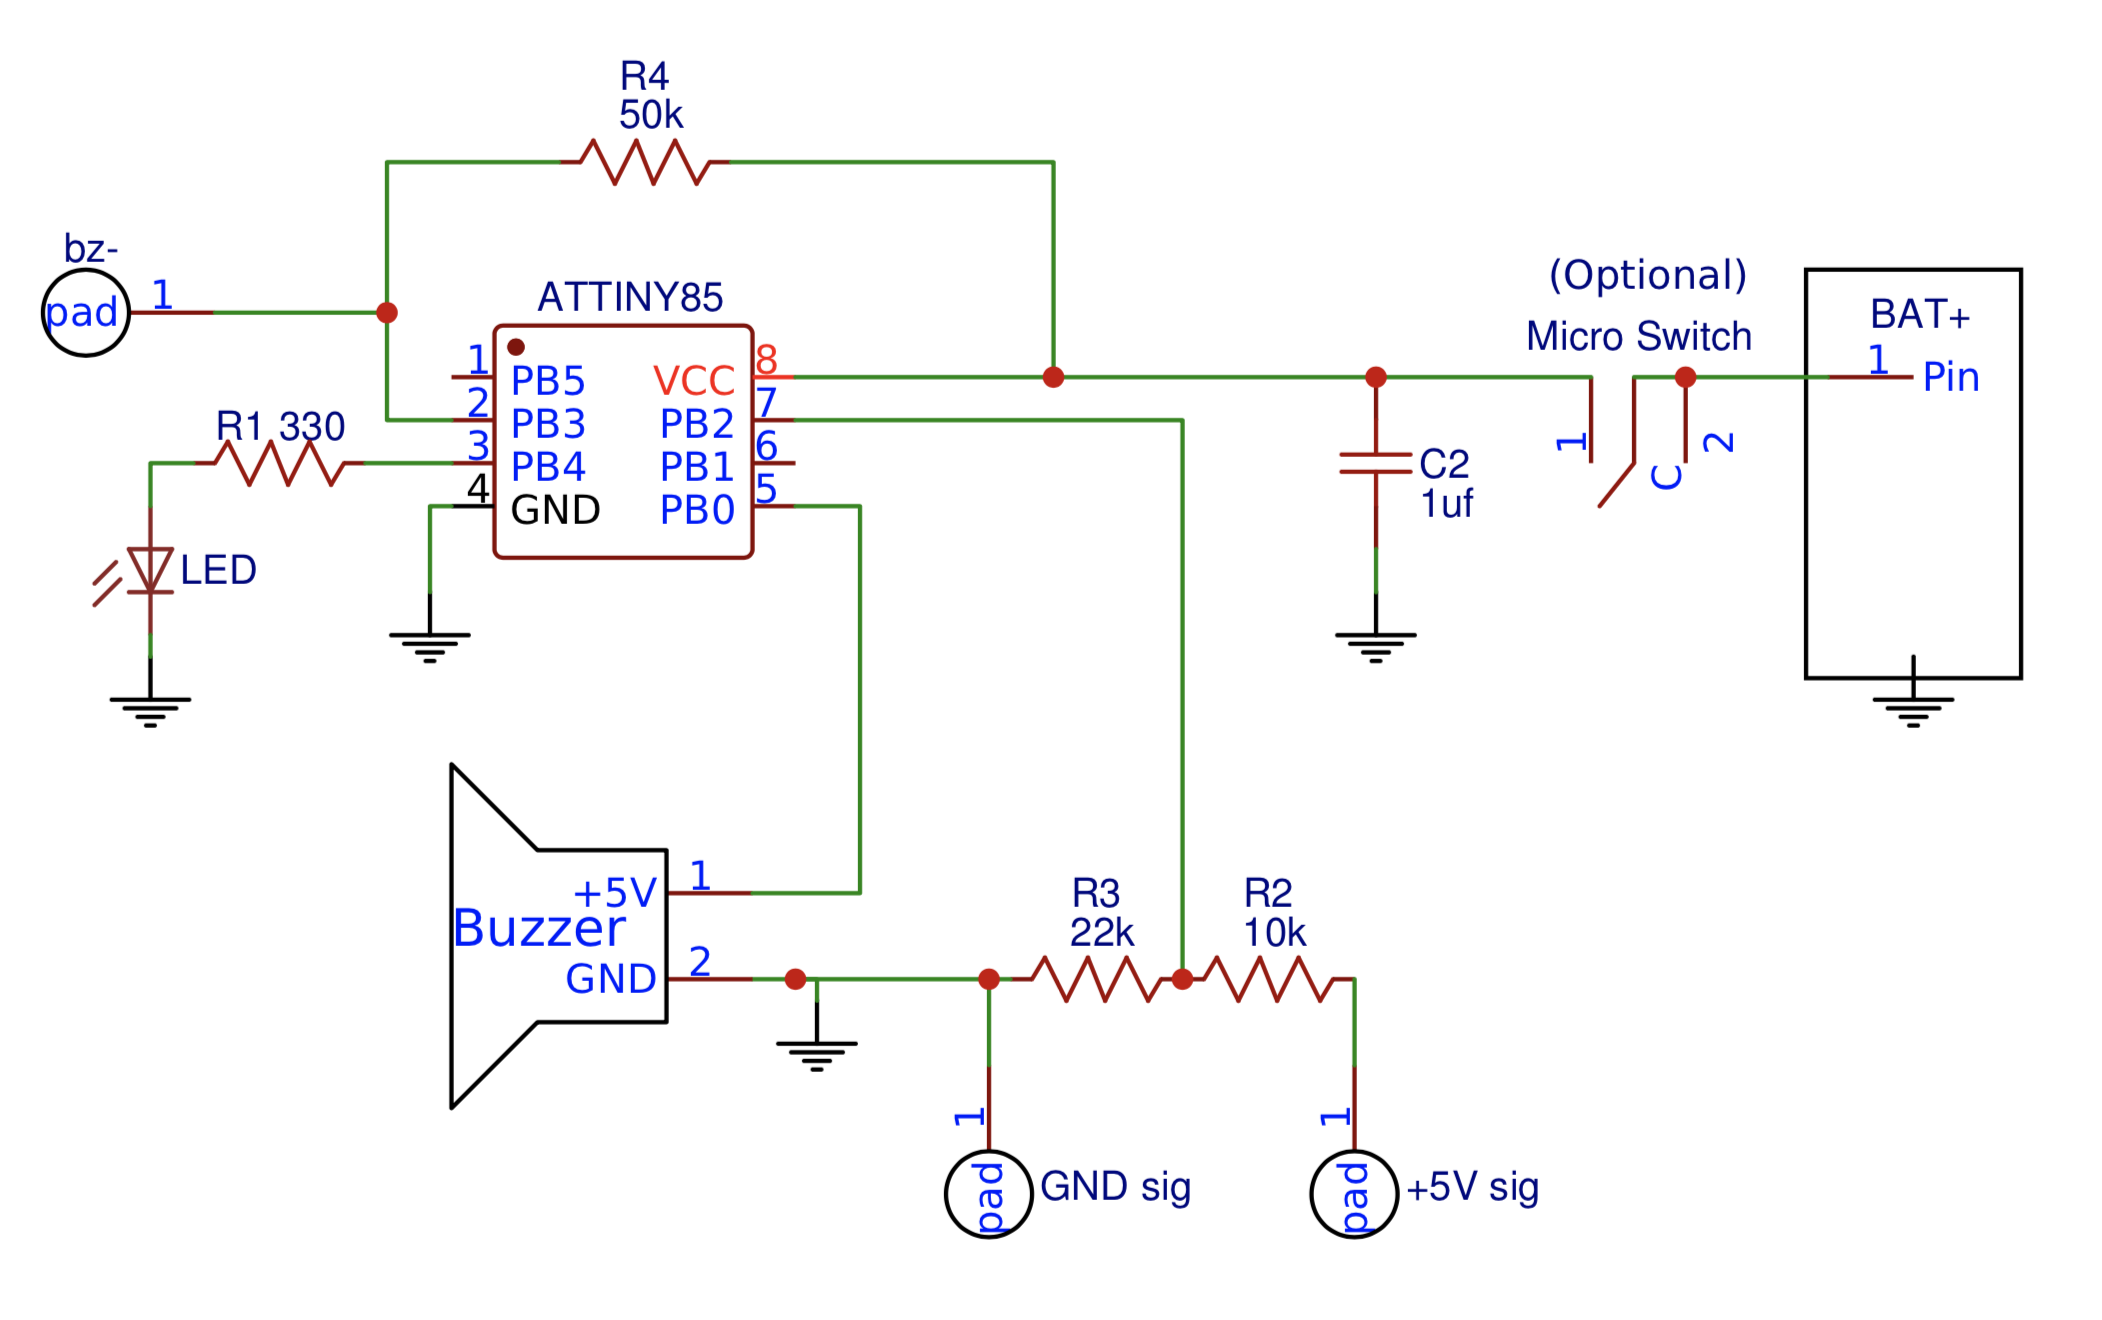 R4
50k
bz-
pad
1
ATTINY85
1
PB5
VCC
8
2
PB3
PB2
7
3
PB4
PB1
6
4
GND
PB0
5
R1 330
LED
(Optional)
Micro Switch
1
C
2
BAT+
1
Pin
C2
1uf
Buzzer
+5V
1
GND
2
R3
22k
R2
10k
1
pad
GND sig
1
pad
+5V sig